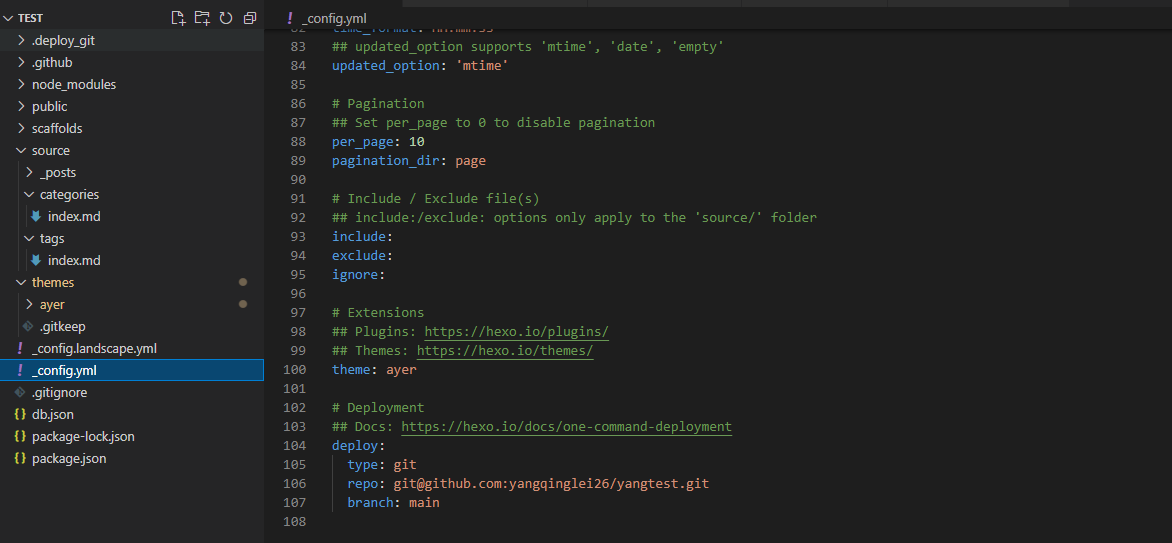 TEST
.deploy_git
.github
node_modules
public
scaffolds
source
_posts
categories
index.md
tags
index.md
themes
ayer
.gitkeep
_config.landscape.yml
_config.yml
.gitignore
db.json
package-lock.json
package.json
_config.yml
83 ## updated_option supports 'mtime', 'date', 'empty'
84 updated_option: 'mtime'
85
86 # Pagination
87 ## Set per_page to 0 to disable pagination
88 per_page: 10
89 pagination_dir: page
90
91 # Include / Exclude file(s)
92 ## include:/exclude: options only apply to the 'source/' folder
93 include:
94 exclude:
95 ignore:
96
97 # Extensions
98 ## Plugins: https://hexo.io/plugins/
99 ## Themes: https://hexo.io/themes/
100 theme: ayer
101
102 # Deployment
103 ## Docs: https://hexo.io/docs/one-command-deployment
104 deploy:
105 type: git
106 repo: git@github.com:yangqinglei26/yangtest.git
107 branch: main
108